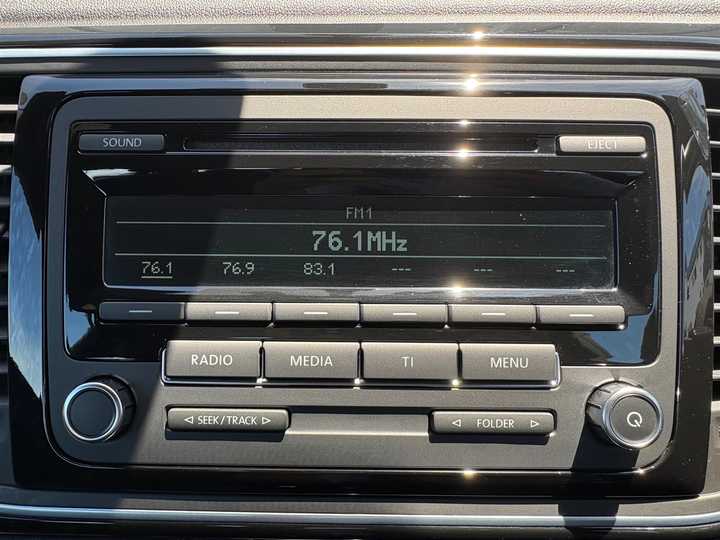 SOUND EJECT
FM1
76.1MHz
76.1 76.9 83.1 --- --- ---
RADIO MEDIA TI MENU
◁ SEEK/TRACK ▷ ◁ FOLDER ▷